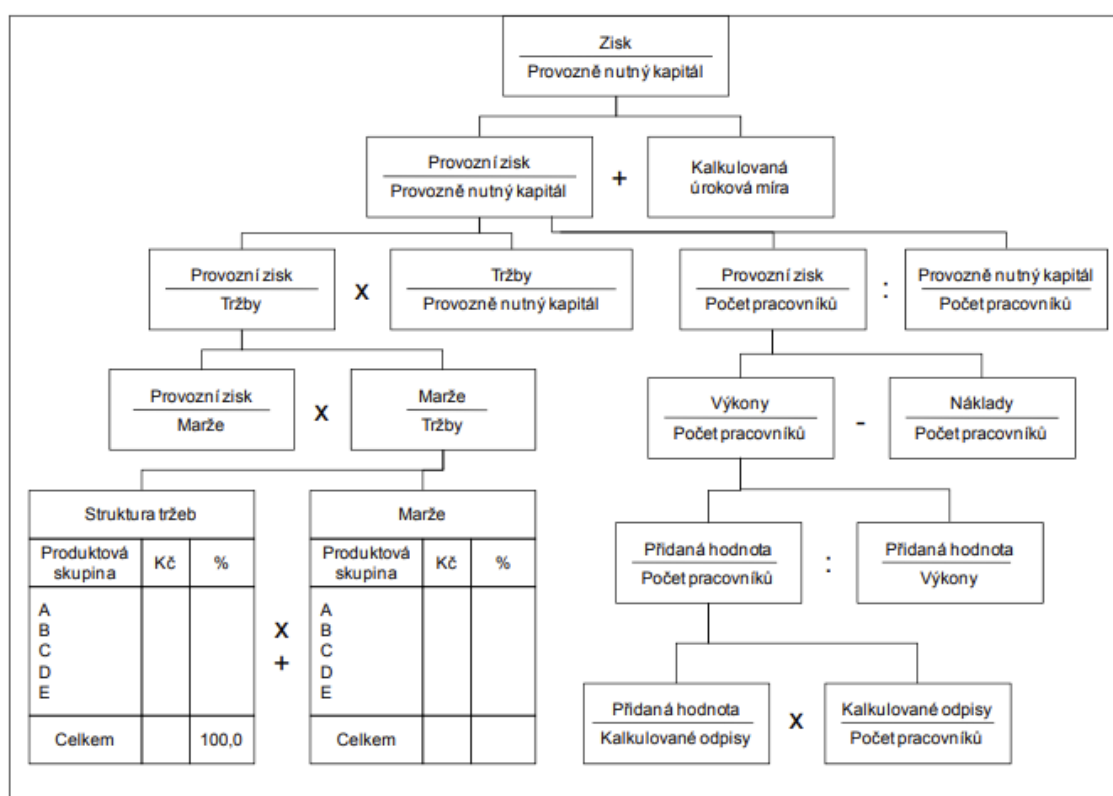 Zisk
Provozně nutný kapitál
Provozní zisk
Provozně nutný kapitál
+
Kalkulovaná
úroková míra
Provozní zisk
Tržby
x
Tržby
Provozně nutný kapitál
Provozní zisk
Počet pracovníků
:
Provozně nutný kapitál
Počet pracovníků
Provozní zisk
Marže
x
Marže
Tržby
Výkony
Počet pracovníků
-
Náklady
Počet pracovníků
Struktura tržeb
Produktová skupina Kč %
A
B
C
D
E
Celkem 100,0
x
+
Marže
Produktová skupina Kč %
A
B
C
D
E
Celkem
Přidaná hodnota
Počet pracovníků
:
Přidaná hodnota
Výkony
Přidaná hodnota
Kalkulované odpisy
x
Kalkulované odpisy
Počet pracovníků